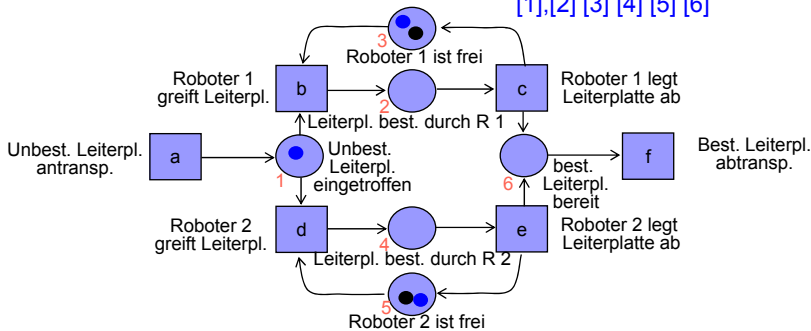 [1],[2] [3] [4] [5] [6]
3
Roboter 1 ist frei
Roboter 1
greift Leiterpl.
b
2
c
Roboter 1 legt
Leiterplatte ab
Leiterpl. best. durch R 1
Unbest. Leiterpl.
antransp.
a
1
Unbest.
Leiterpl.
eingetroffen
6
best.
Leiterpl.
bereit
f
Best. Leiterpl.
abtransp.
Roboter 2
greift Leiterpl.
d
4
e
Roboter 2 legt
Leiterplatte ab
Leiterpl. best. durch R 2
5
Roboter 2 ist frei